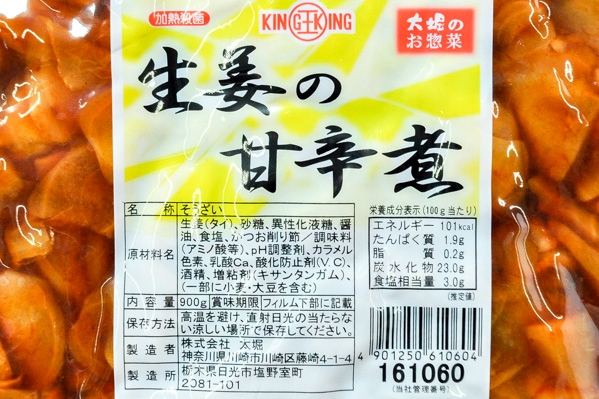 加熱殺菌
KING KING
大堀の
お惣菜
生姜の
甘辛煮
名称 そうざい
原材料名 生姜(タイ)、砂糖、異性化液糖、醤
油、食塩、かつお削り節/調味料
(アミノ酸等)、pH調整剤、カラメル
色素、乳酸Ca、酸化防止剤(V.C)、
酒精、増粘剤(キサンタンガム)、
(一部に小麦・大豆を含む)
内容量 900g 賞味期限 フィルム下部に記載
保存方法 高温を避け、直射日光の当たらな
い涼しい場所で保存してください。
製造者 株式会社 大堀
神奈川県川崎市川崎区藤崎4-1-4
製造所 栃木県日光市塩野室町
2081-101
栄養成分表示(100g当たり)
エネルギー 101kcal
たんぱく質 1.9g
脂質 0.2g
炭水化物 23.0g
食塩相当量 3.0g
(推定値)
4 901250 610604
161060
(当社管理番号)